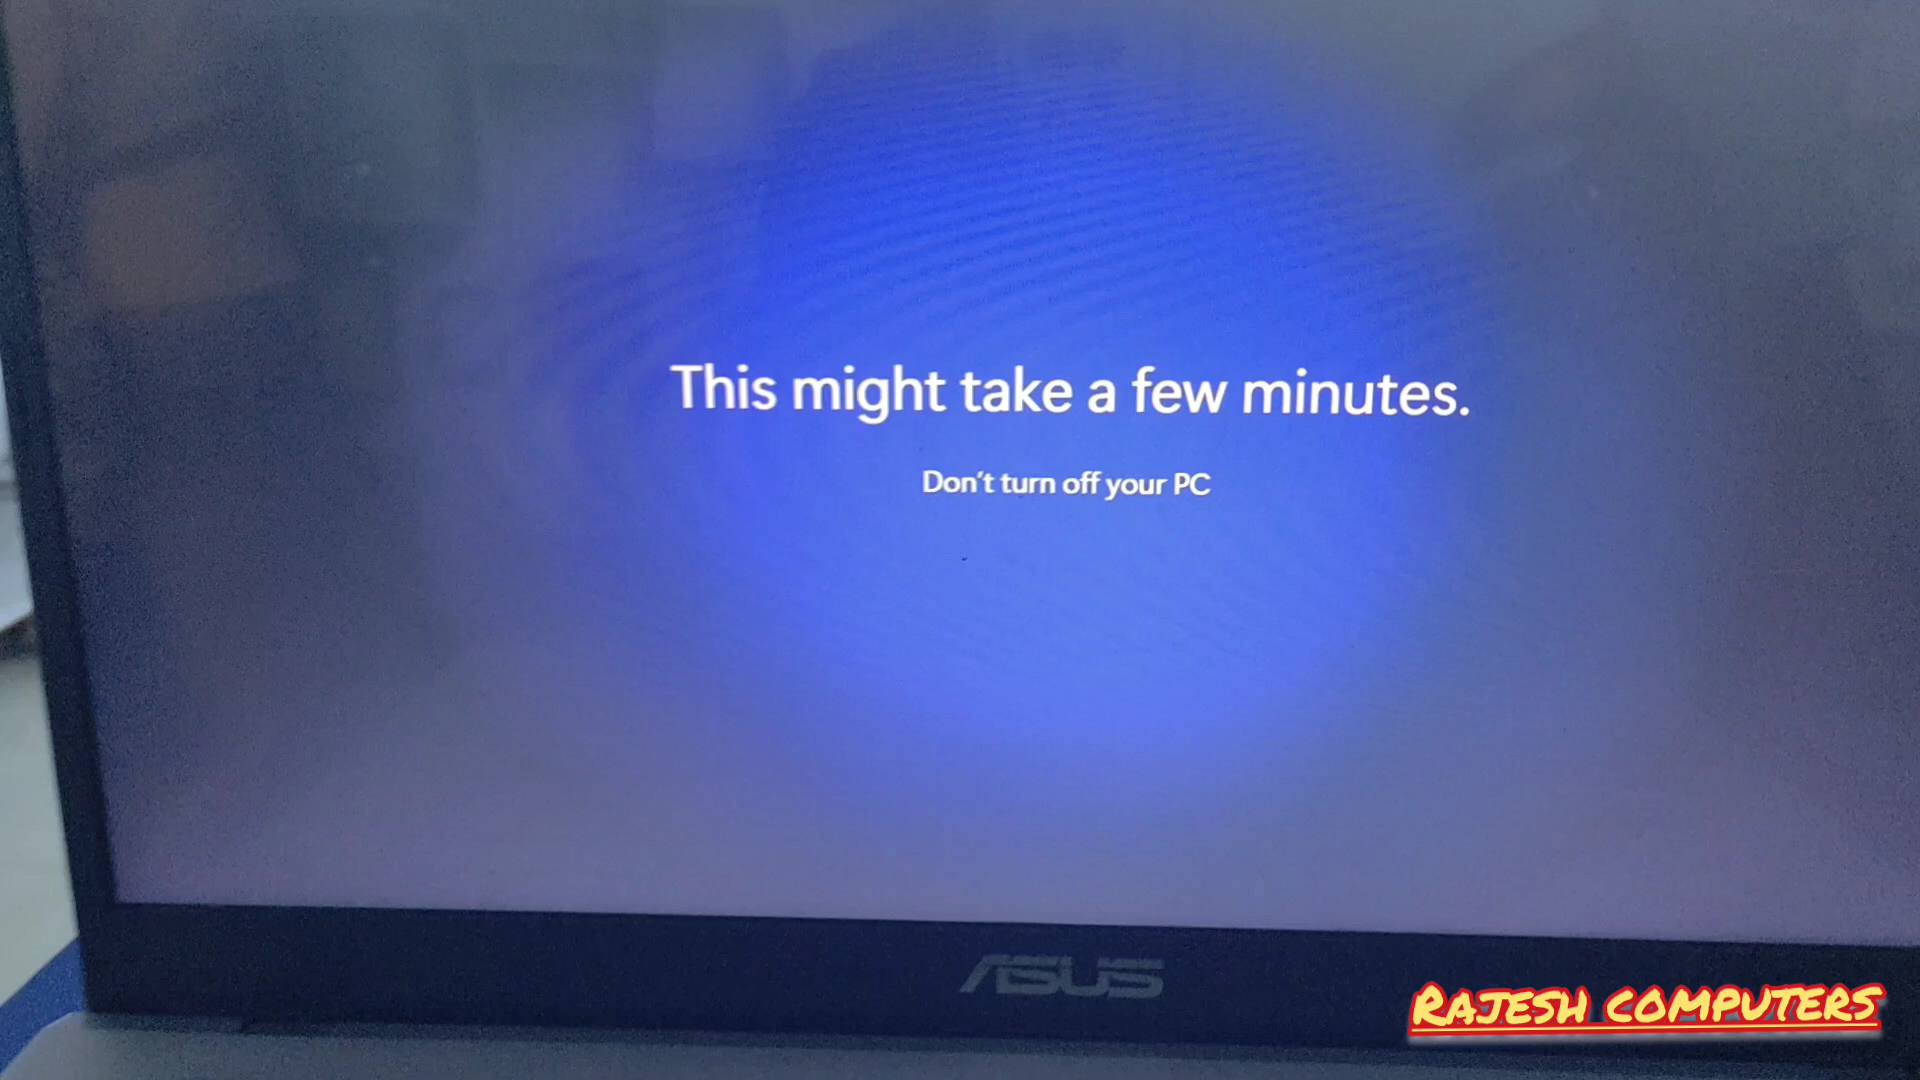 This might take a few minutes.
Don't turn off your PC
ASUS
RAJESH COMPUTERS